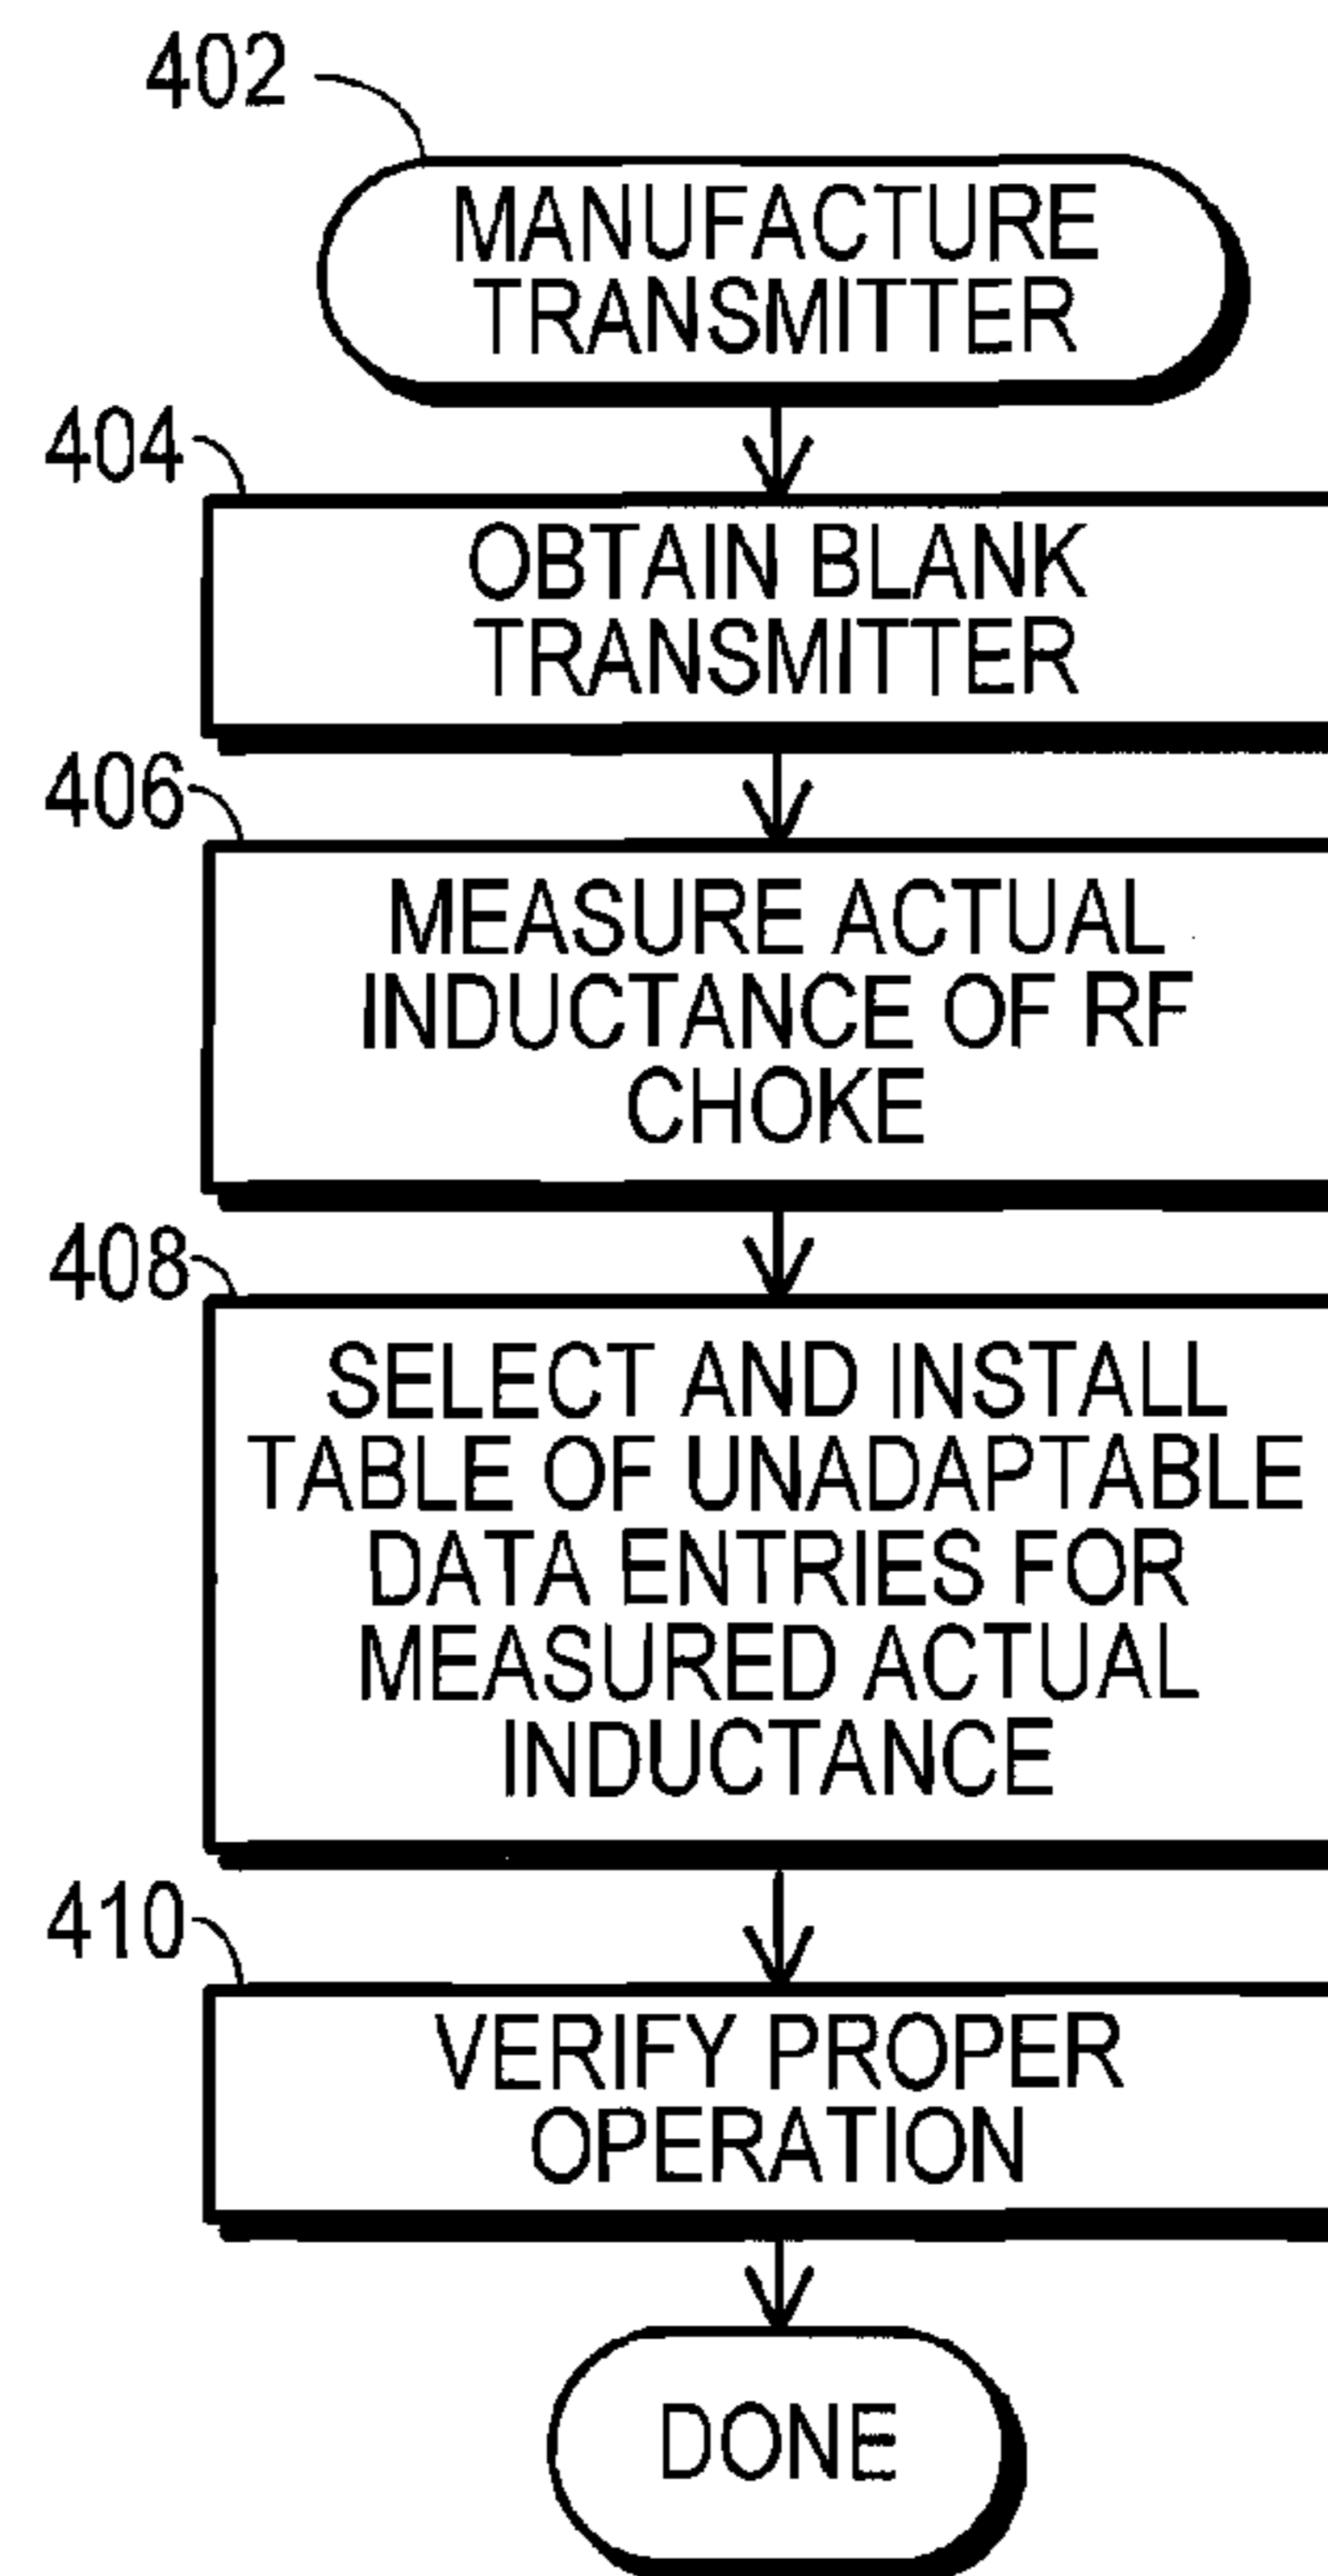 402
MANUFACTURE
TRANSMITTER
404
OBTAIN BLANK
TRANSMITTER
406
MEASURE ACTUAL
INDUCTANCE OF RF
CHOKE
408
SELECT AND INSTALL
TABLE OF UNADAPTABLE
DATA ENTRIES FOR
MEASURED ACTUAL
INDUCTANCE
410
VERIFY PROPER
OPERATION
DONE